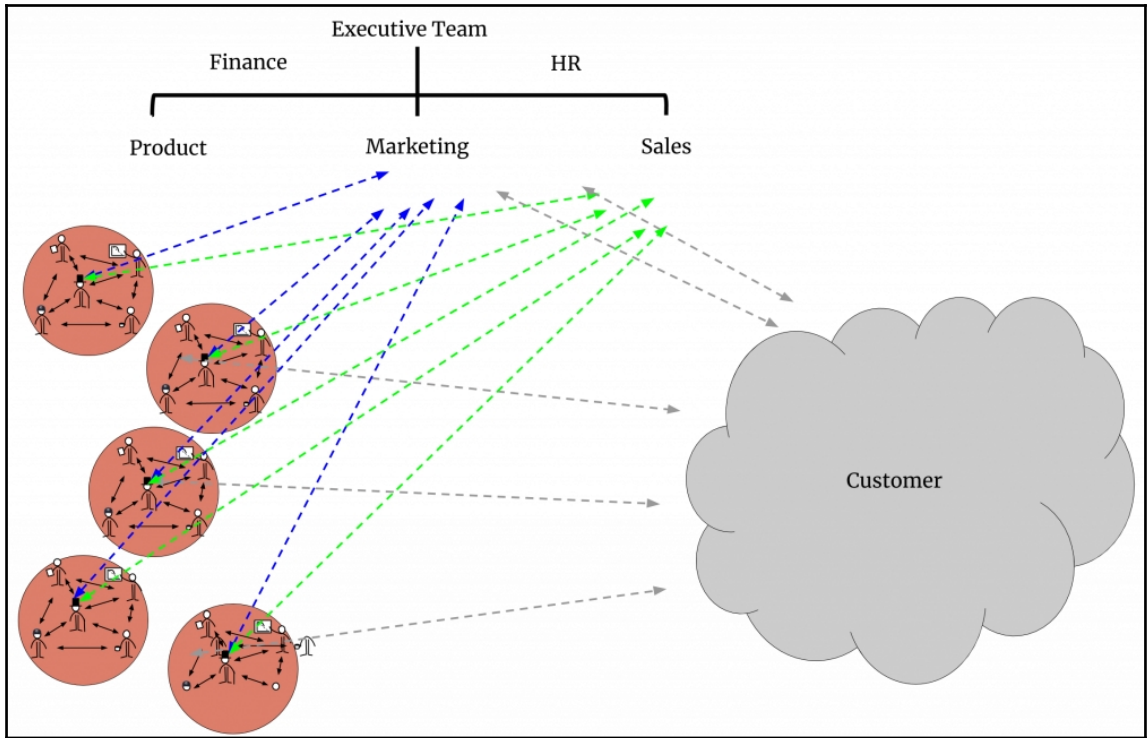 Executive Team
Finance
HR
Product
Marketing
Sales
Customer